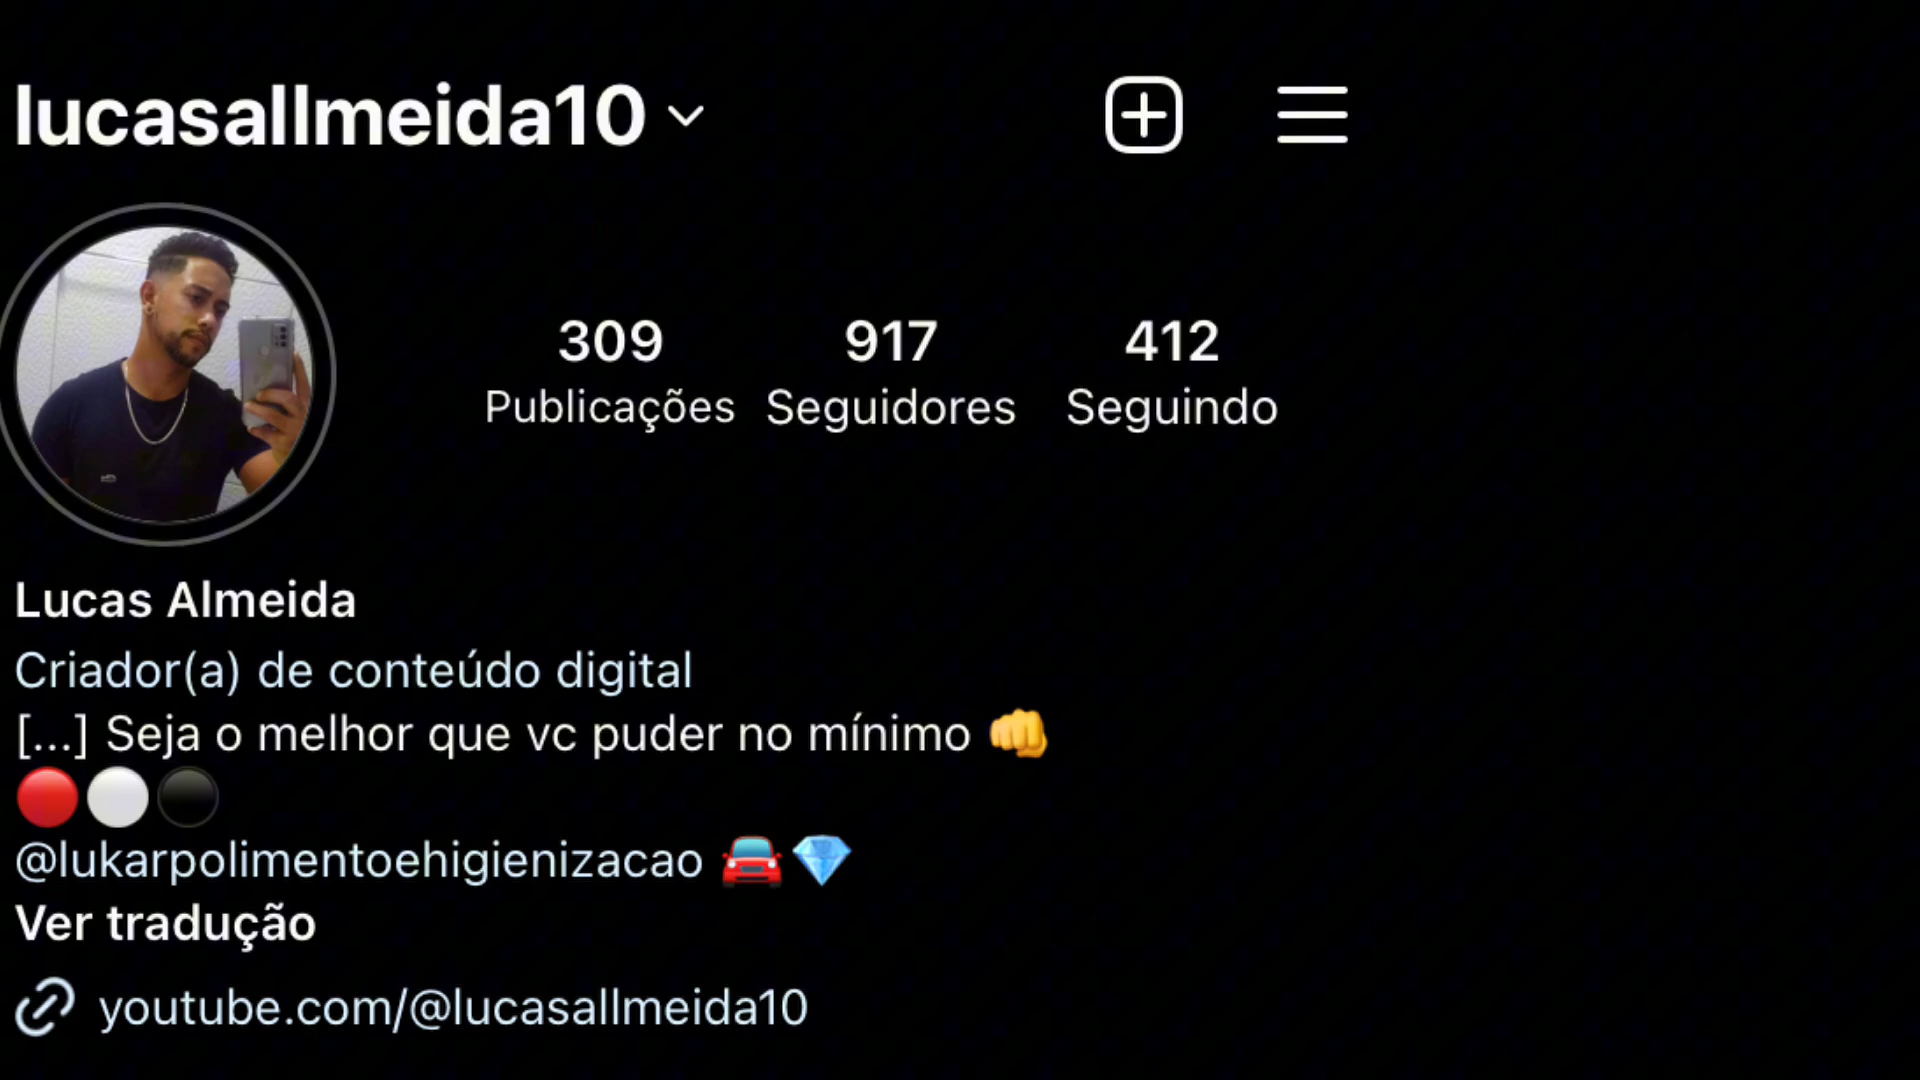 lucasallmeida10
309 917 412
Publicações Seguidores Seguindo
Lucas Almeida
Criador(a) de conteúdo digital
[...] Seja o melhor que vc puder no mínimo 👊
🔴⚪⚫
@lukarpolimentoehigienizacao 🚘💎
Ver tradução
youtube.com/@lucasallmeida10